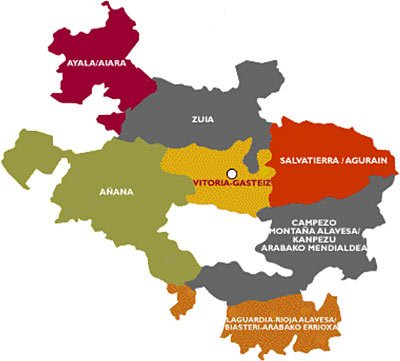 AYALA/AIARA
ZUIA
SALVATIERRA / AGURAIN
AÑANA
VITORIA-GASTEIZ
CAMPEZO
MONTAÑA ALAVESA/
KANPEZU
ARABAKO MENDIALDEA
LAGUARDIA-RIOJA ALAVESA/
BIASTERI-ARABAKO ERRIOXA